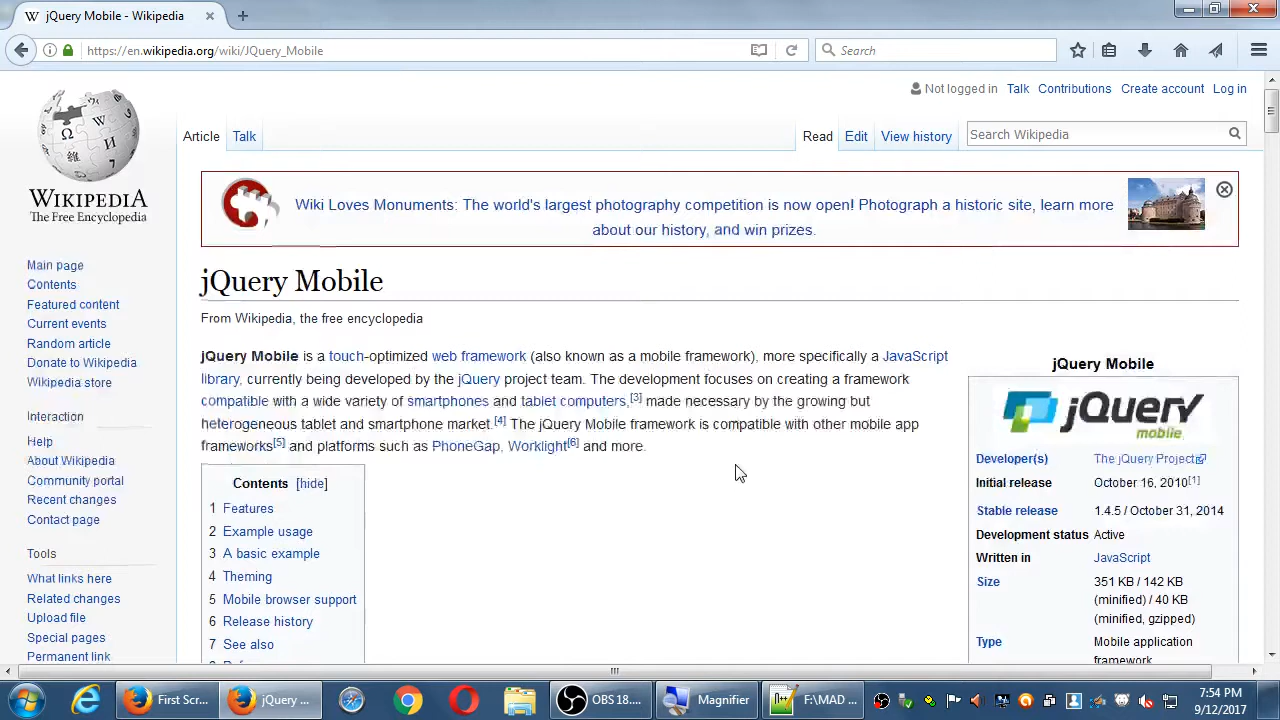 jQuery Mobile - Wikipedia
https://en.wikipedia.org/wiki/JQuery_Mobile
Search
Not logged in Talk Contributions Create account Log in
Article Talk Read Edit View history Search Wikipedia
WIKIPEDIA
The Free Encyclopedia
Wiki Loves Monuments: The world's largest photography competition is now open! Photograph a historic site, learn more
about our history, and win prizes.
Main page
Contents
Featured content
Current events
Random article
Donate to Wikipedia
Wikipedia store
Interaction
Help
About Wikipedia
Community portal
Recent changes
Contact page
Tools
What links here
Related changes
Upload file
Special pages
Permanent link
jQuery Mobile
From Wikipedia, the free encyclopedia
jQuery Mobile is a touch-optimized web framework (also known as a mobile framework), more specifically a JavaScript
library, currently being developed by the jQuery project team. The development focuses on creating a framework
compatible with a wide variety of smartphones and tablet computers,[3] made necessary by the growing but
heterogeneous tablet and smartphone market.[4] The jQuery Mobile framework is compatible with other mobile app
frameworks[5] and platforms such as PhoneGap, Worklight[6] and more.
Contents [hide]
1 Features
2 Example usage
3 A basic example
4 Theming
5 Mobile browser support
6 Release history
7 See also
jQuery Mobile
jQuery
mobile
Developer(s) The jQuery Project
Initial release October 16, 2010[1]
Stable release 1.4.5 / October 31, 2014
Development status Active
Written in JavaScript
Size 351 KB / 142 KB
(minified) / 40 KB
(minified, gzipped)
Type Mobile application
framework
First Scr... jQuery ... OBS 18.... Magnifier F:\MAD ...
7:54 PM
9/12/2017